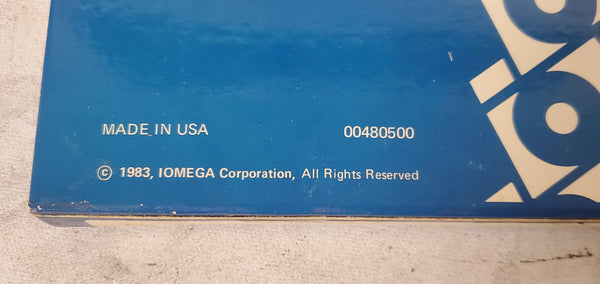 MADE IN USA 00480500
© 1983, IOMEGA Corporation, All Rights Reserved